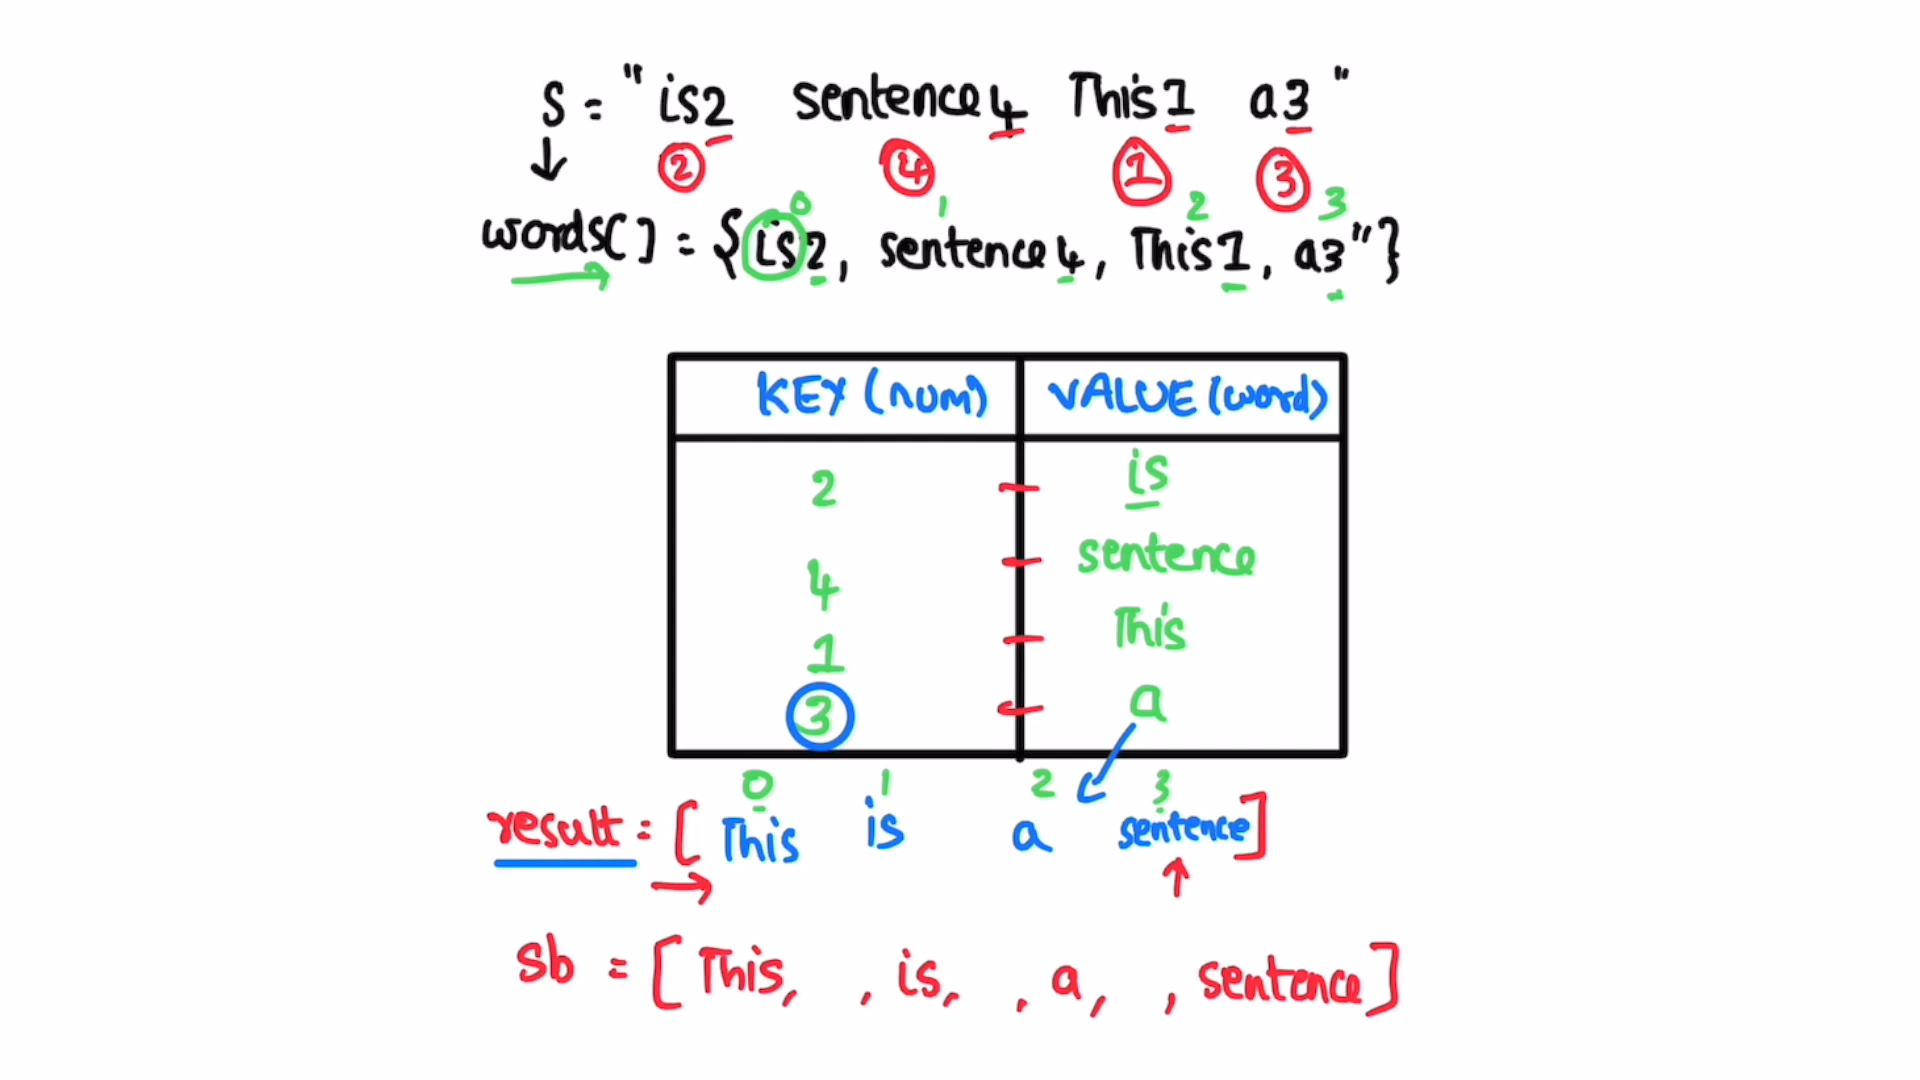 S = " is2 sentence4 This1 a3 "
2 4 1 3
0 1 2 3
words[] = { is2, sentence4, This1, a3 " }
KEY (num) VALUE (word)
2 is
4 sentence
1 This
3 a
0 1 2 3
result = [ This is a sentence ]
sb = [ This, , is, , a, , sentence ]